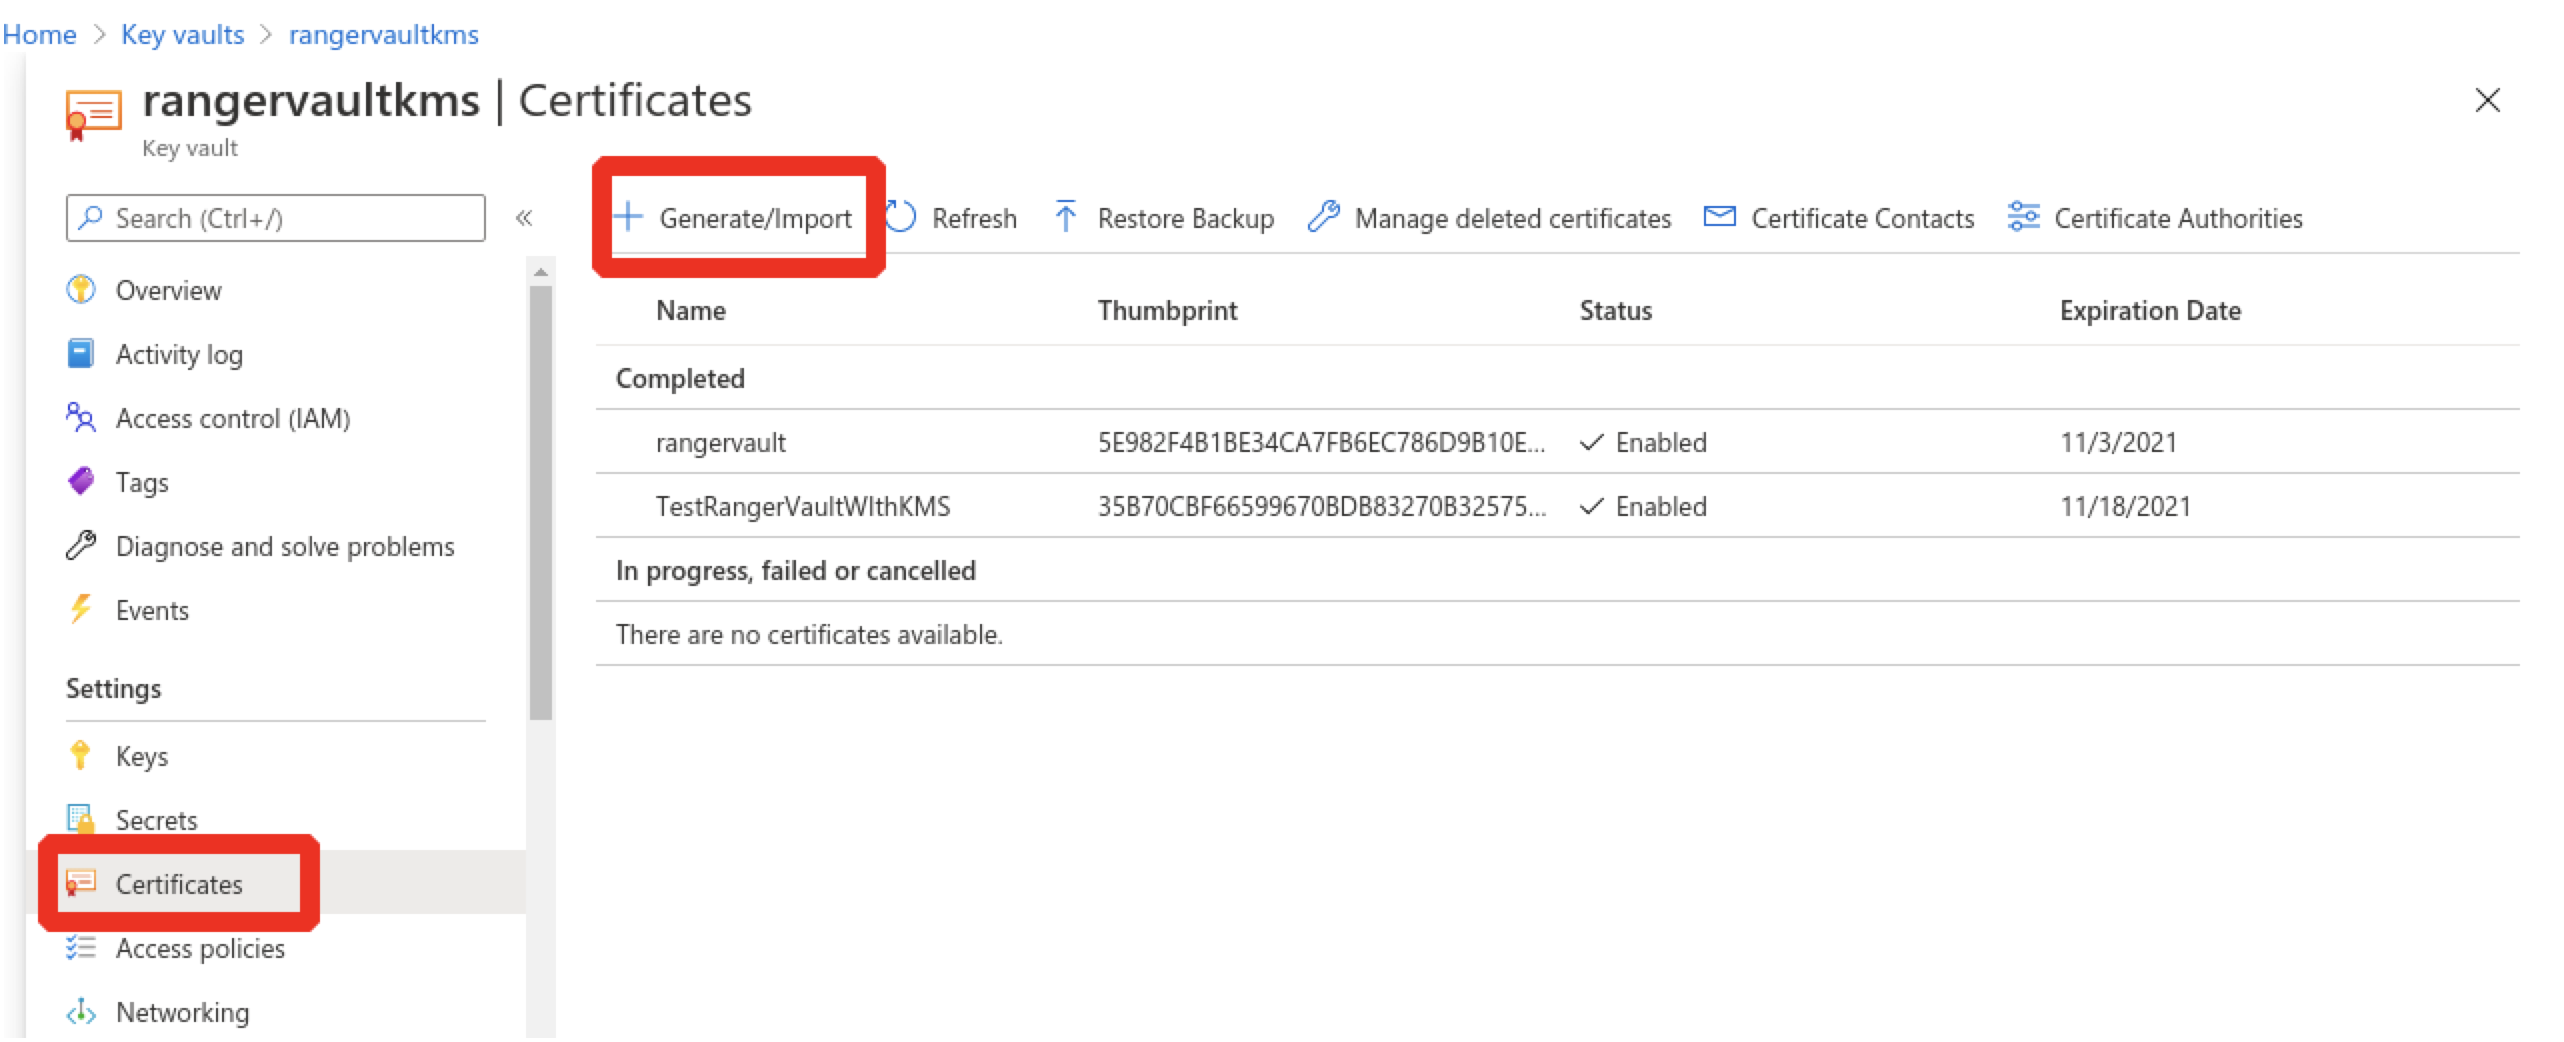 Home > Key vaults > rangervaultkms
rangervaultkms | Certificates
Key vault
Search (Ctrl+/)
«
Overview
Activity log
Access control (IAM)
Tags
Diagnose and solve problems
Events
Settings
Keys
Secrets
Certificates
Access policies
Networking
Generate/Import Refresh Restore Backup Manage deleted certificates Certificate Contacts Certificate Authorities
Name Thumbprint Status Expiration Date
Completed
rangervault 5E982F4B1BE34CA7FB6EC786D9B10E... Enabled 11/3/2021
TestRangerVaultWIthKMS 35B70CBF66599670BDB83270B32575... Enabled 11/18/2021
In progress, failed or cancelled
There are no certificates available.